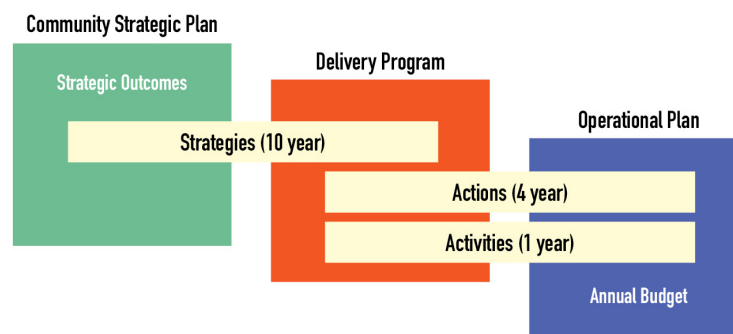 Community Strategic Plan
Strategic Outcomes
Delivery Program
Strategies (10 year)
Operational Plan
Actions (4 year)
Activities (1 year)
Annual Budget